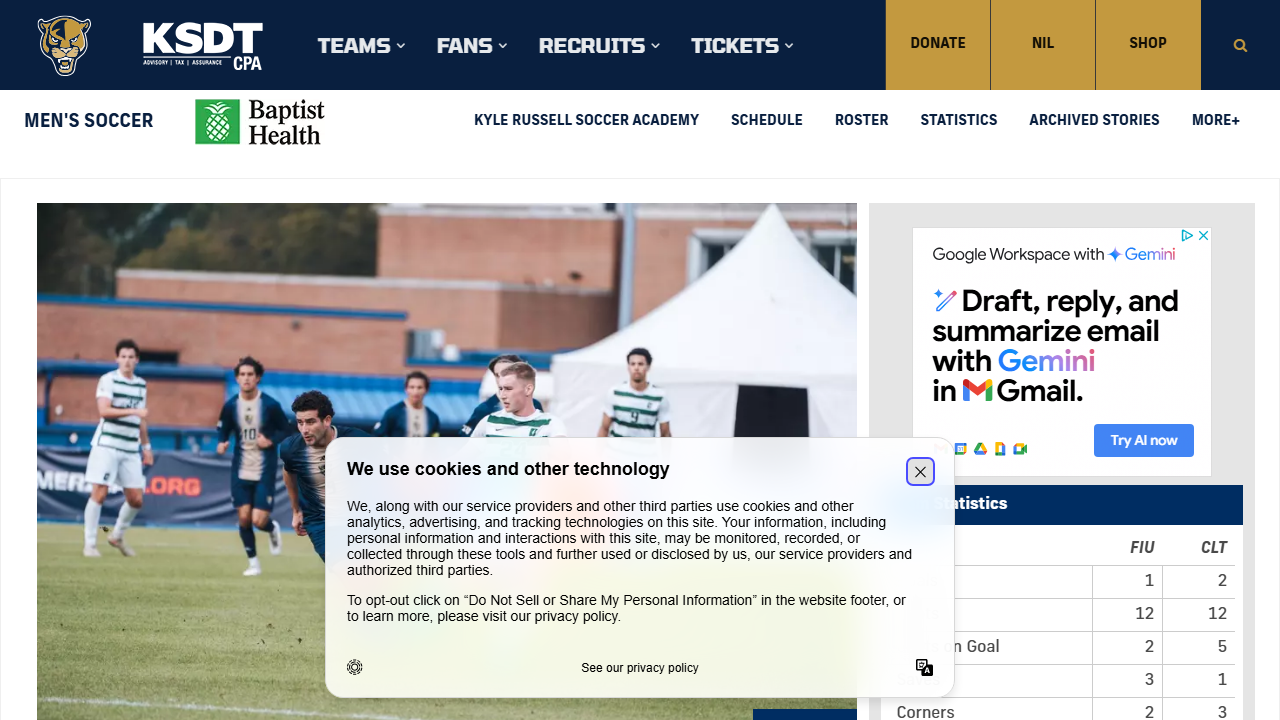 KSDT
ADVISORY | TAX | ASSURANCE
CPA
TEAMS
FANS
RECRUITS
TICKETS
DONATE
NIL
SHOP
MEN'S SOCCER
Baptist
Health
KYLE RUSSELL SOCCER ACADEMY
SCHEDULE
ROSTER
STATISTICS
ARCHIVED STORIES
MORE+
Google Workspace with Gemini
Draft, reply, and
summarize email
with Gemini
in Gmail.
Try AI now
.ORG
We use cookies and other technology
We, along with our service providers and other third parties use cookies and other
analytics, advertising, and tracking technologies on this site. Your information, including
personal information and interactions with this site, may be monitored, recorded, or
collected through these tools and further used or disclosed by us, our service providers and
authorized third parties.
To opt-out click on “Do Not Sell or Share My Personal Information” in the website footer, or
to learn more, please visit our privacy policy.
See our privacy policy
Statistics
FIU CLT
1 2
12 12
on Goal 2 5
3 1
Corners 2 3